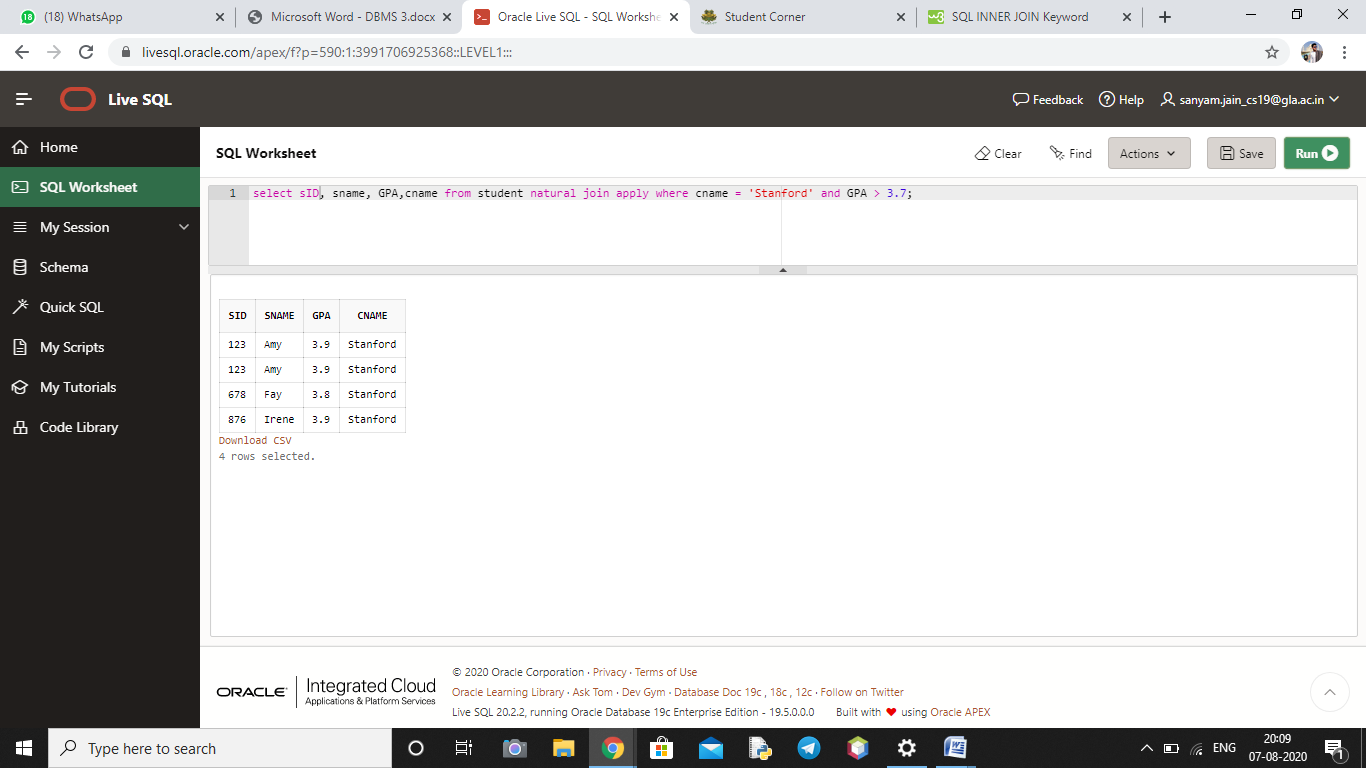 (18) WhatsApp
Microsoft Word - DBMS 3.docx
Oracle Live SQL - SQL Workshe
Student Corner
SQL INNER JOIN Keyword
livesql.oracle.com/apex/f?p=590:1:3991706925368::LEVEL1:::
Live SQL
Feedback
Help
sanyam.jain_cs19@gla.ac.in
Home
SQL Worksheet
My Session
Schema
Quick SQL
My Scripts
My Tutorials
Code Library
SQL Worksheet
Clear
Find
Actions
Save
Run
1 select sID, sname, GPA,cname from student natural join apply where cname = 'Stanford' and GPA > 3.7;
SID SNAME GPA CNAME
123 Amy 3.9 Stanford
123 Amy 3.9 Stanford
678 Fay 3.8 Stanford
876 Irene 3.9 Stanford
Download CSV
4 rows selected.
ORACLE
Integrated Cloud
Applications & Platform Services
© 2020 Oracle Corporation · Privacy · Terms of Use
Oracle Learning Library · Ask Tom · Dev Gym · Database Doc 19c , 18c , 12c · Follow on Twitter
Live SQL 20.2.2, running Oracle Database 19c Enterprise Edition - 19.5.0.0.0 Built with ❤ using Oracle APEX
Type here to search
ENG
20:09
07-08-2020
1